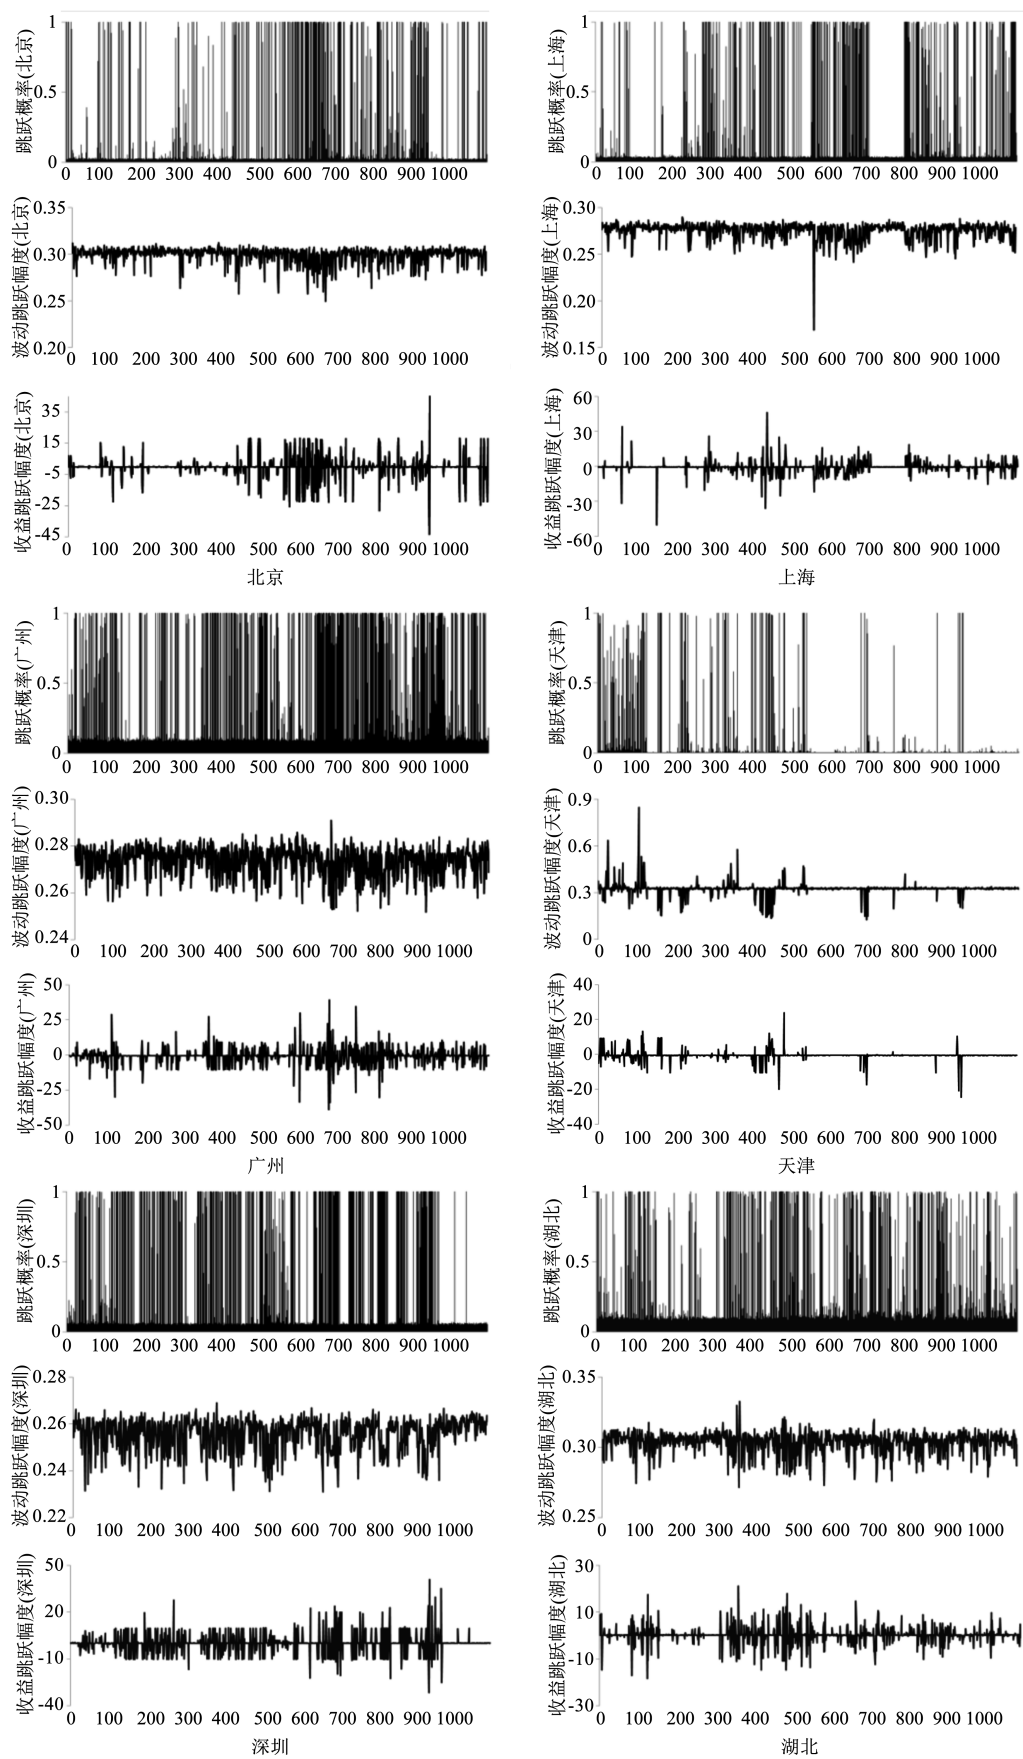 跳跃概率(北京)
1
0.5
0
0 100 200 300 400 500 600 700 800 900 1000
波动跳跃幅度(北京)
0.35
0.30
0.25
0.20
0 100 200 300 400 500 600 700 800 900 1000
收益跳跃幅度(北京)
35
15
-5
-25
-45
0 100 200 300 400 500 600 700 800 900 1000
北京
跳跃概率(上海)
1
0.5
0
0 100 200 300 400 500 600 700 800 900 1000
波动跳跃幅度(上海)
0.30
0.25
0.20
0.15
0 100 200 300 400 500 600 700 800 900 1000
收益跳跃幅度(上海)
60
30
0
-30
-60
0 100 200 300 400 500 600 700 800 900 1000
上海
跳跃概率(广州)
1
0.5
0
0 100 200 300 400 500 600 700 800 900 1000
波动跳跃幅度(广州)
0.30
0.28
0.26
0.24
0 100 200 300 400 500 600 700 800 900 1000
收益跳跃幅度(广州)
50
25
0
-25
-50
0 100 200 300 400 500 600 700 800 900 1000
广州
跳跃概率(天津)
1
0.5
0
0 100 200 300 400 500 600 700 800 900 1000
波动跳跃幅度(天津)
0.9
0.6
0.3
0
0 100 200 300 400 500 600 700 800 900 1000
收益跳跃幅度(天津)
40
20
0
-20
-40
0 100 200 300 400 500 600 700 800 900 1000
天津
跳跃概率(深圳)
1
0.5
0
0 100 200 300 400 500 600 700 800 900 1000
波动跳跃幅度(深圳)
0.28
0.26
0.24
0.22
0 100 200 300 400 500 600 700 800 900 1000
收益跳跃幅度(深圳)
50
20
-10
-40
0 100 200 300 400 500 600 700 800 900 1000
深圳
跳跃概率(湖北)
1
0.5
0
0 100 200 300 400 500 600 700 800 900 1000
波动跳跃幅度(湖北)
0.35
0.30
0.25
0 100 200 300 400 500 600 700 800 900 1000
收益跳跃幅度(湖北)
30
10
-10
-30
0 100 200 300 400 500 600 700 800 900 1000
湖北